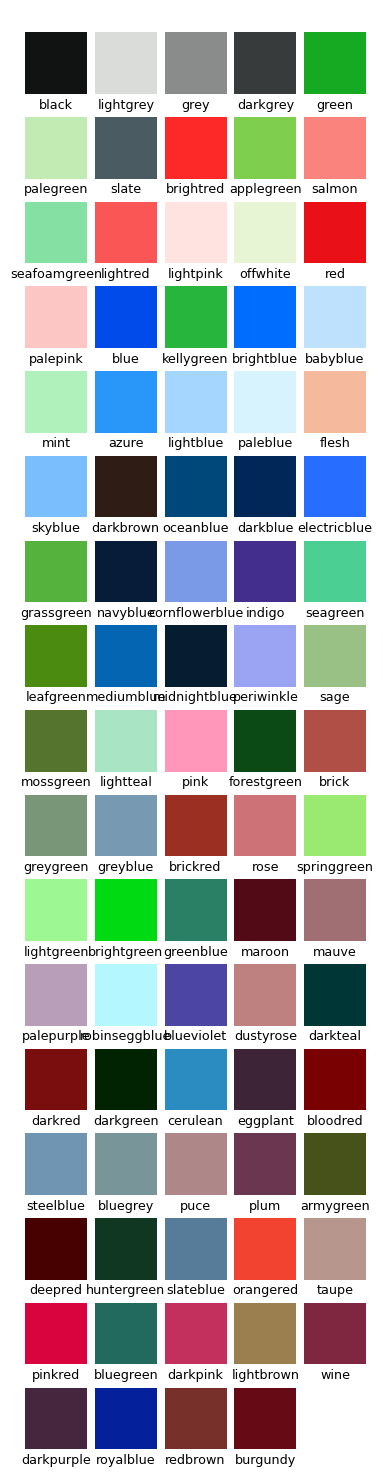 black lightgrey grey darkgrey green
palegreen slate brightred applegreen salmon
seafoamgreen lightred lightpink offwhite red
palepink blue kellygreen brightblue babyblue
mint azure lightblue paleblue flesh
skyblue darkbrown oceanblue darkblue electricblue
grassgreen navyblue cornflowerblue indigo seagreen
leafgreen mediumblue midnightblue periwinkle sage
mossgreen lightteal pink forestgreen brick
greygreen greyblue brickred rose springgreen
lightgreen brightgreen greenblue maroon mauve
palepurple robinseggblue blueviolet dustyrose darkteal
darkred darkgreen cerulean eggplant bloodred
steelblue bluegrey puce plum armygreen
deepred huntergreen slateblue orangered taupe
pinkred bluegreen darkpink lightbrown wine
darkpurple royalblue redbrown burgundy